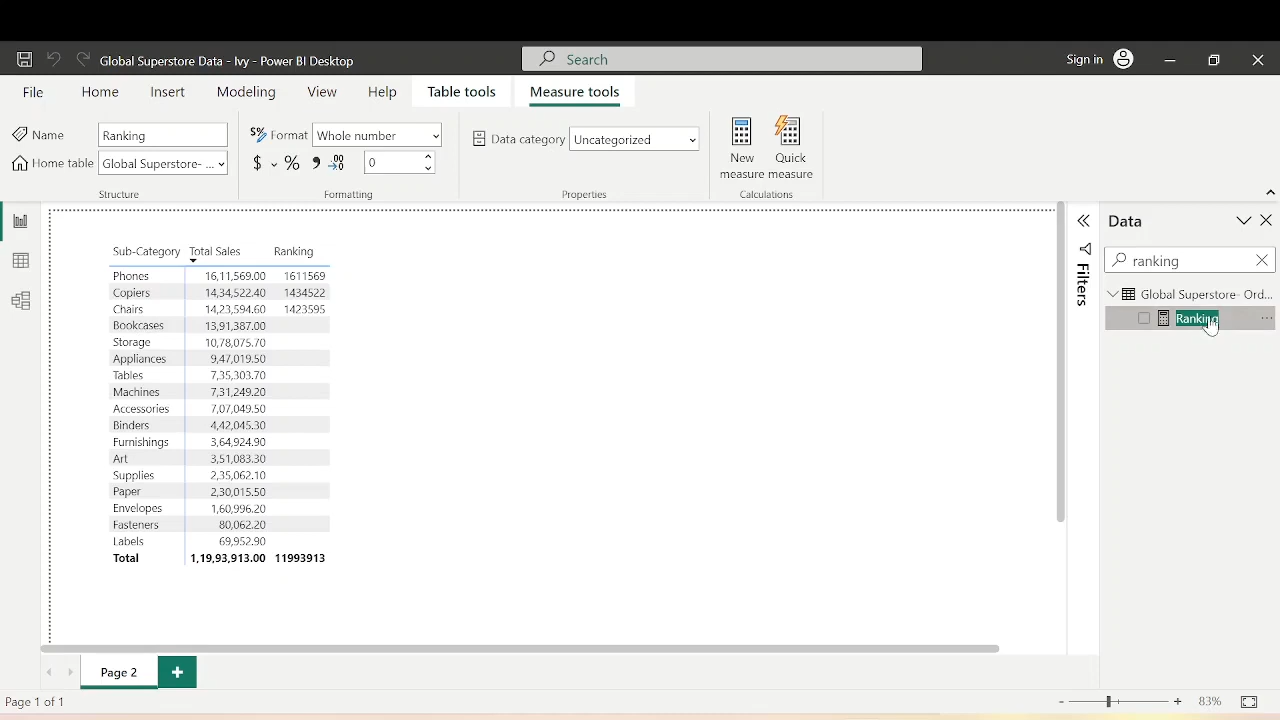 Global Superstore Data - Ivy - Power BI Desktop
Search
Sign in
File Home Insert Modeling View Help Table tools Measure tools
Name Ranking
Home table Global Superstore- ...
Structure
Format Whole number
$ % 0
Formatting
Data category Uncategorized
Properties
New measure
Quick measure
Calculations
Sub-Category Total Sales Ranking
Phones 16,11,569.00 1611569
Copiers 14,34,522.40 1434522
Chairs 14,23,594.60 1423595
Bookcases 13,91,387.00
Storage 10,78,075.70
Appliances 9,47,019.50
Tables 7,35,303.70
Machines 7,31,249.20
Accessories 7,07,049.50
Binders 4,42,045.30
Furnishings 3,64,924.90
Art 3,51,083.30
Supplies 2,35,062.10
Paper 2,30,015.50
Envelopes 1,60,996.20
Fasteners 80,062.20
Labels 69,952.90
Total 1,19,93,913.00 11993913
Filters
Data
ranking
Global Superstore- Ord...
Ranking
Page 2
Page 1 of 1
83%